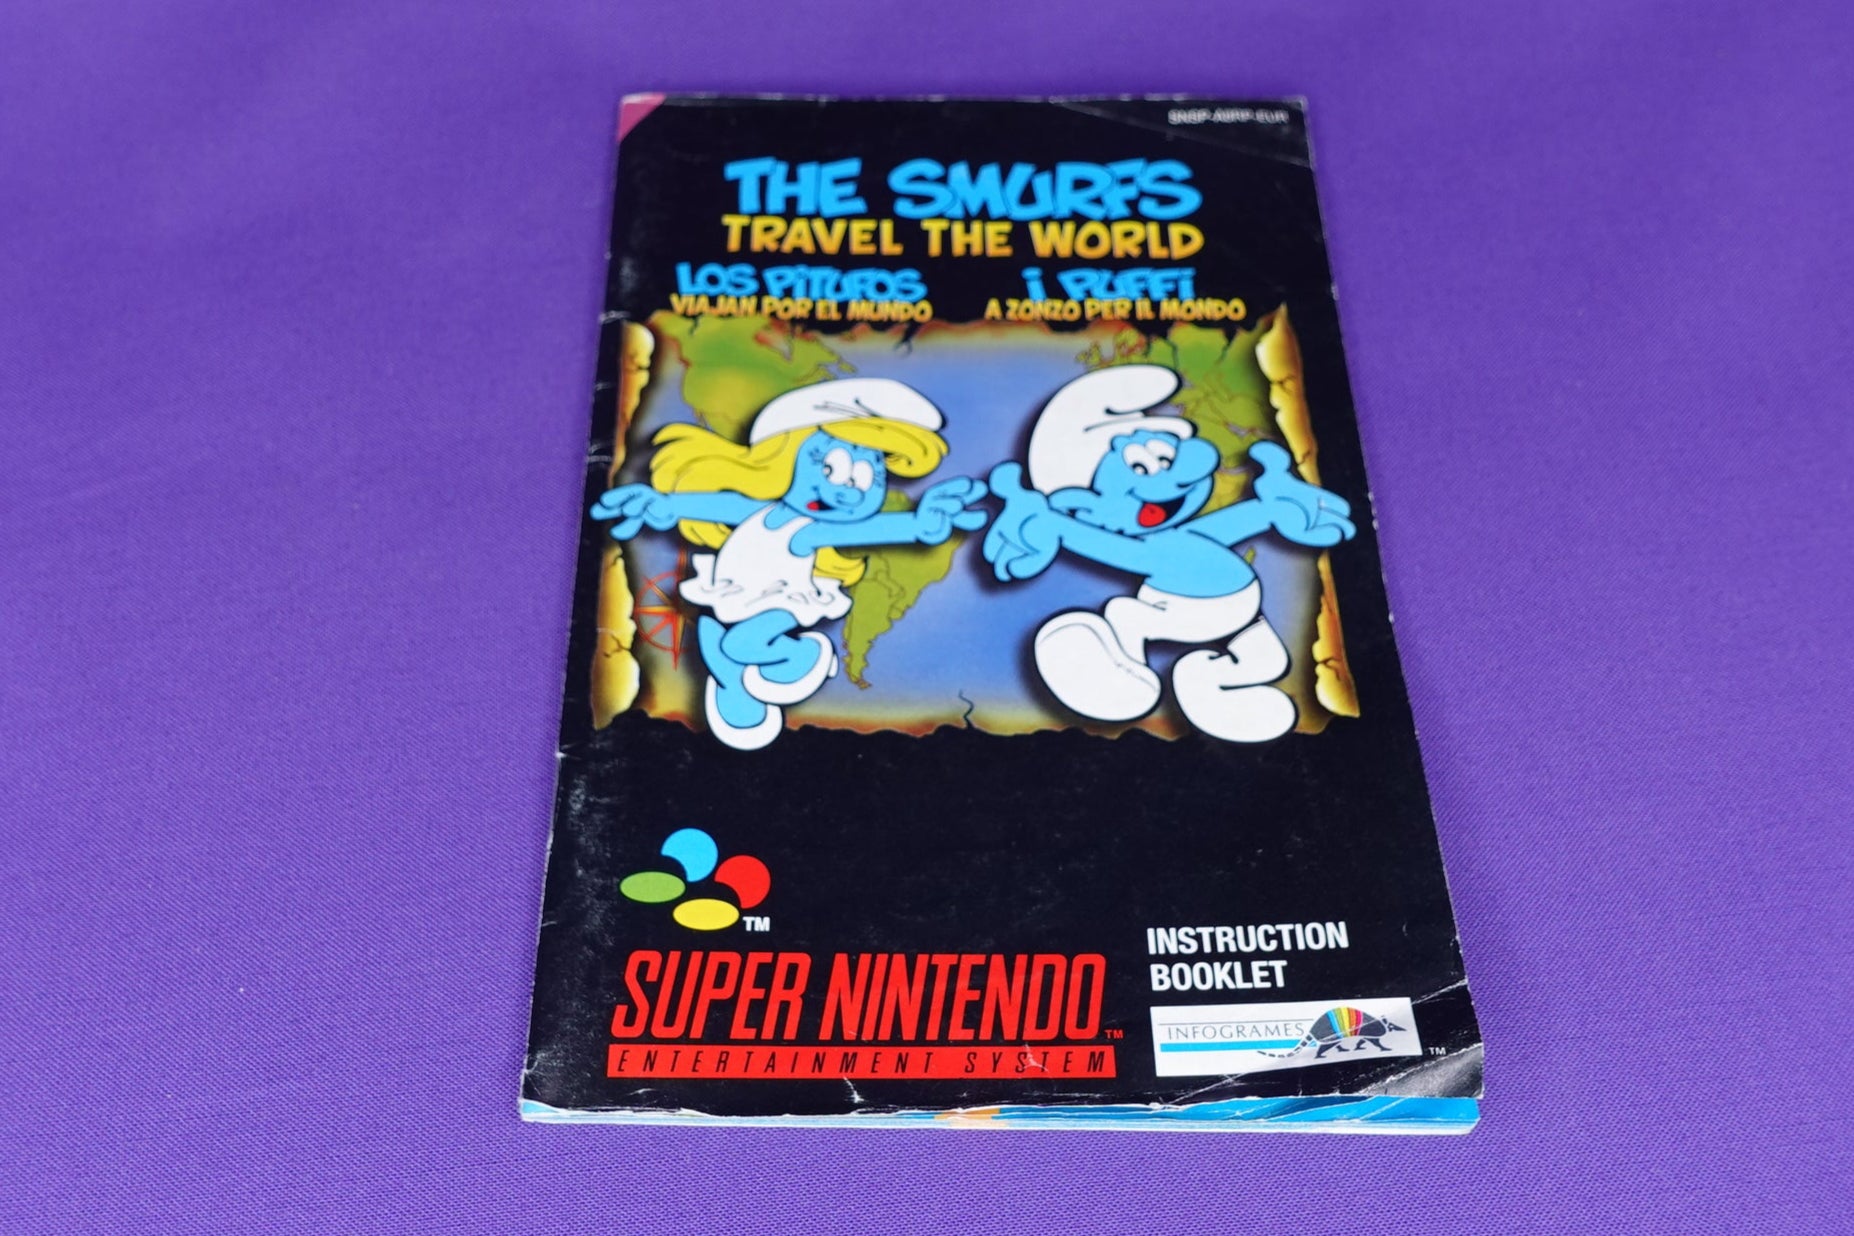 THE SMURFS
TRAVEL THE WORLD
LOS PITUFOS
VIAJAN POR EL MUNDO
i PUFFi
A ZONZO PER IL MONDO
TM
SUPER NINTENDO TM
ENTERTAINMENT SYSTEM
INSTRUCTION
BOOKLET
INFOGRAMES TM